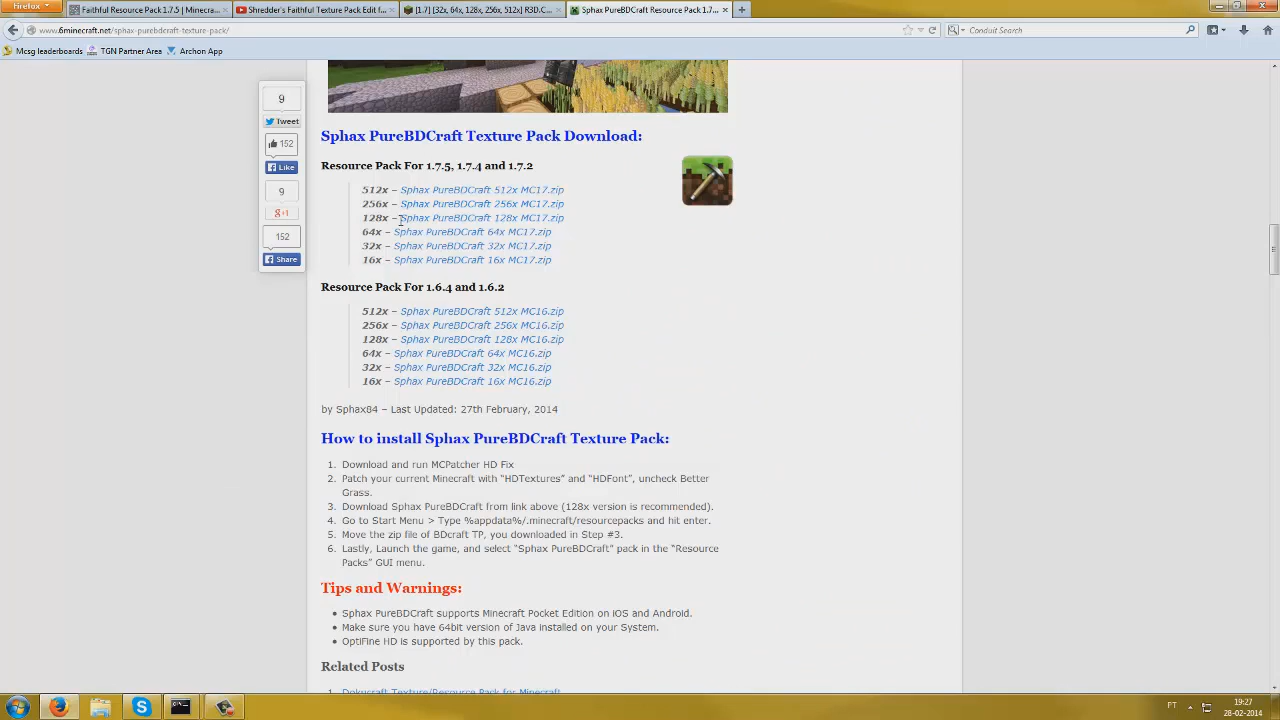 Firefox
Faithful Resource Pack 1.7.5 | Minecra...
Shredder's Faithful Texture Pack Edit f...
[1.7] [32x, 64x, 128x, 256x, 512x] R3D.C...
Sphax PureBDCraft Resource Pack 1.7...
www.6minecraft.net/sphax-purebdcraft-texture-pack/
Conduit Search
Mcsg leaderboards
TGN Partner Area
Archon App
9
Tweet
152
Like
9
+1
152
Share
Sphax PureBDCraft Texture Pack Download:
Resource Pack For 1.7.5, 1.7.4 and 1.7.2
512x – Sphax PureBDCraft 512x MC17.zip
256x – Sphax PureBDCraft 256x MC17.zip
128x – Sphax PureBDCraft 128x MC17.zip
64x – Sphax PureBDCraft 64x MC17.zip
32x – Sphax PureBDCraft 32x MC17.zip
16x – Sphax PureBDCraft 16x MC17.zip
Resource Pack For 1.6.4 and 1.6.2
512x – Sphax PureBDCraft 512x MC16.zip
256x – Sphax PureBDCraft 256x MC16.zip
128x – Sphax PureBDCraft 128x MC16.zip
64x – Sphax PureBDCraft 64x MC16.zip
32x – Sphax PureBDCraft 32x MC16.zip
16x – Sphax PureBDCraft 16x MC16.zip
by Sphax84 – Last Updated: 27th February, 2014
How to install Sphax PureBDCraft Texture Pack:
1. Download and run MCPatcher HD Fix
2. Patch your current Minecraft with “HDTextures” and “HDFont”, uncheck Better
Grass.
3. Download Sphax PureBDCraft from link above (128x version is recommended).
4. Go to Start Menu > Type %appdata%/.minecraft/resourcepacks and hit enter.
5. Move the zip file of BDcraft TP, you downloaded in Step #3.
6. Lastly, Launch the game, and select “Sphax PureBDCraft” pack in the “Resource
Packs” GUI menu.
Tips and Warnings:
• Sphax PureBDCraft supports Minecraft Pocket Edition on iOS and Android.
• Make sure you have 64bit version of Java installed on your System.
• OptiFine HD is supported by this pack.
Related Posts
1. Dokucraft Texture/Resource Pack for Minecraft
PT
19:27
28-02-2014